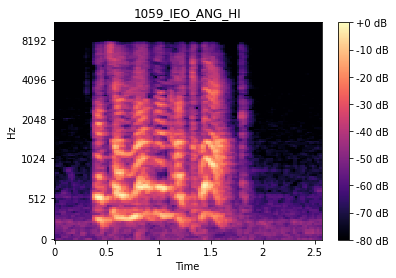 1059_IEO_ANG_HI
+0 dB
8192
-10 dB
4096
-20 dB
-30 dB
2048
-40 dB
Hz
1024
-50 dB
512
-60 dB
-70 dB
0
-80 dB
0 0.5 1 1.5 2 2.5
Time